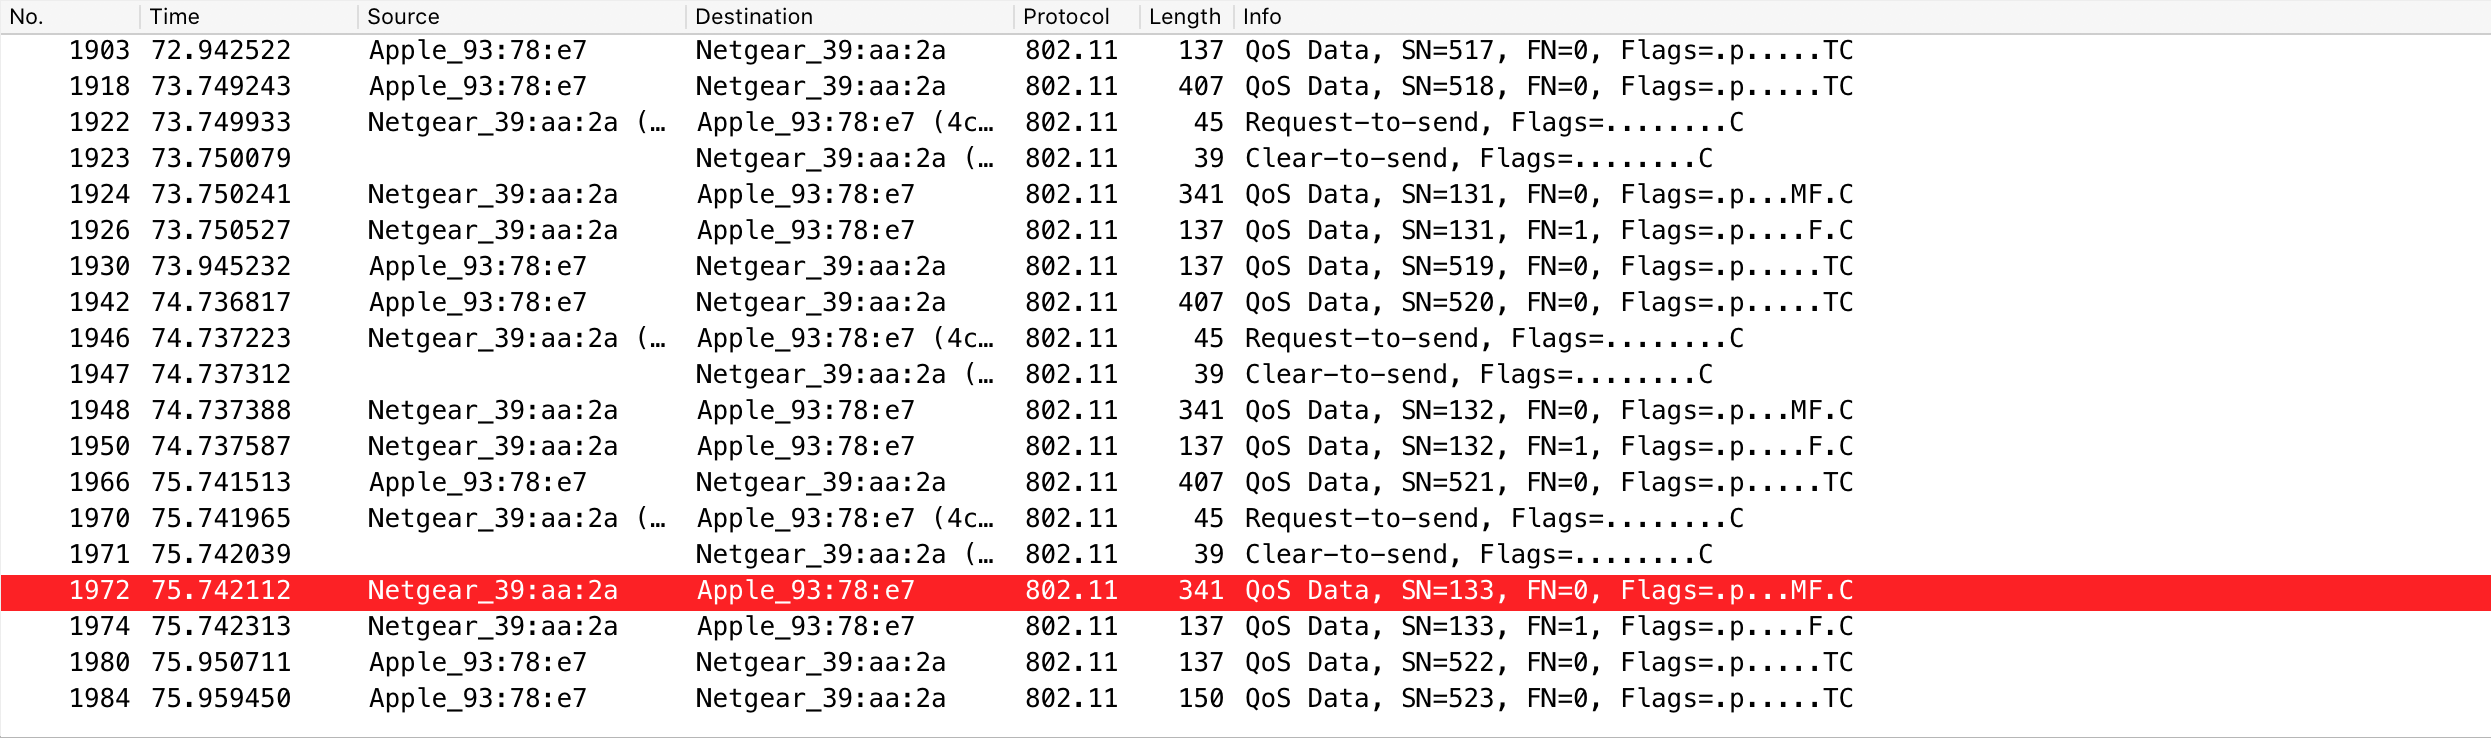 No. Time Source Destination Protocol Length Info
1903 72.942522 Apple_93:78:e7 Netgear_39:aa:2a 802.11 137 QoS Data, SN=517, FN=0, Flags=.p.....TC
1918 73.749243 Apple_93:78:e7 Netgear_39:aa:2a 802.11 407 QoS Data, SN=518, FN=0, Flags=.p.....TC
1922 73.749933 Netgear_39:aa:2a (… Apple_93:78:e7 (4c… 802.11 45 Request-to-send, Flags=........C
1923 73.750079 Netgear_39:aa:2a (… 802.11 39 Clear-to-send, Flags=........C
1924 73.750241 Netgear_39:aa:2a Apple_93:78:e7 802.11 341 QoS Data, SN=131, FN=0, Flags=.p...MF.C
1926 73.750527 Netgear_39:aa:2a Apple_93:78:e7 802.11 137 QoS Data, SN=131, FN=1, Flags=.p....F.C
1930 73.945232 Apple_93:78:e7 Netgear_39:aa:2a 802.11 137 QoS Data, SN=519, FN=0, Flags=.p.....TC
1942 74.736817 Apple_93:78:e7 Netgear_39:aa:2a 802.11 407 QoS Data, SN=520, FN=0, Flags=.p.....TC
1946 74.737223 Netgear_39:aa:2a (… Apple_93:78:e7 (4c… 802.11 45 Request-to-send, Flags=........C
1947 74.737312 Netgear_39:aa:2a (… 802.11 39 Clear-to-send, Flags=........C
1948 74.737388 Netgear_39:aa:2a Apple_93:78:e7 802.11 341 QoS Data, SN=132, FN=0, Flags=.p...MF.C
1950 74.737587 Netgear_39:aa:2a Apple_93:78:e7 802.11 137 QoS Data, SN=132, FN=1, Flags=.p....F.C
1966 75.741513 Apple_93:78:e7 Netgear_39:aa:2a 802.11 407 QoS Data, SN=521, FN=0, Flags=.p.....TC
1970 75.741965 Netgear_39:aa:2a (… Apple_93:78:e7 (4c… 802.11 45 Request-to-send, Flags=........C
1971 75.742039 Netgear_39:aa:2a (… 802.11 39 Clear-to-send, Flags=........C
1972 75.742112 Netgear_39:aa:2a Apple_93:78:e7 802.11 341 QoS Data, SN=133, FN=0, Flags=.p...MF.C
1974 75.742313 Netgear_39:aa:2a Apple_93:78:e7 802.11 137 QoS Data, SN=133, FN=1, Flags=.p....F.C
1980 75.950711 Apple_93:78:e7 Netgear_39:aa:2a 802.11 137 QoS Data, SN=522, FN=0, Flags=.p.....TC
1984 75.959450 Apple_93:78:e7 Netgear_39:aa:2a 802.11 150 QoS Data, SN=523, FN=0, Flags=.p.....TC